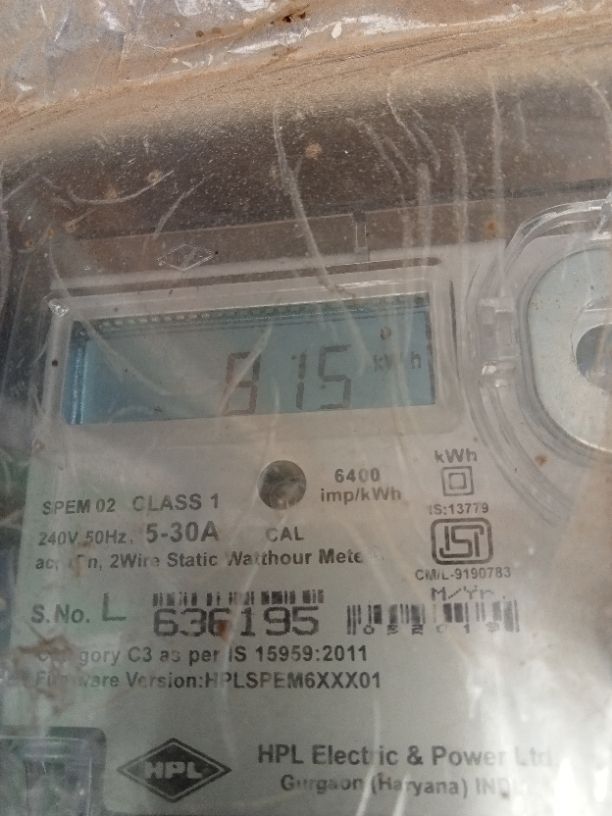 815 kWh
kWh
6400
imp/kWh
SPEM 02 CLASS 1
IS:13779
240V, 50Hz, 5-30A CAL
2Wire Static Watthour
CM/L-9190783
S.No. L 636195 M/Yr.
C3 as per IS 15959:2011
Version:HPLSPEM6XXX01
HPL
HPL Electric & Power Ltd.
Gurgaon (Haryana)